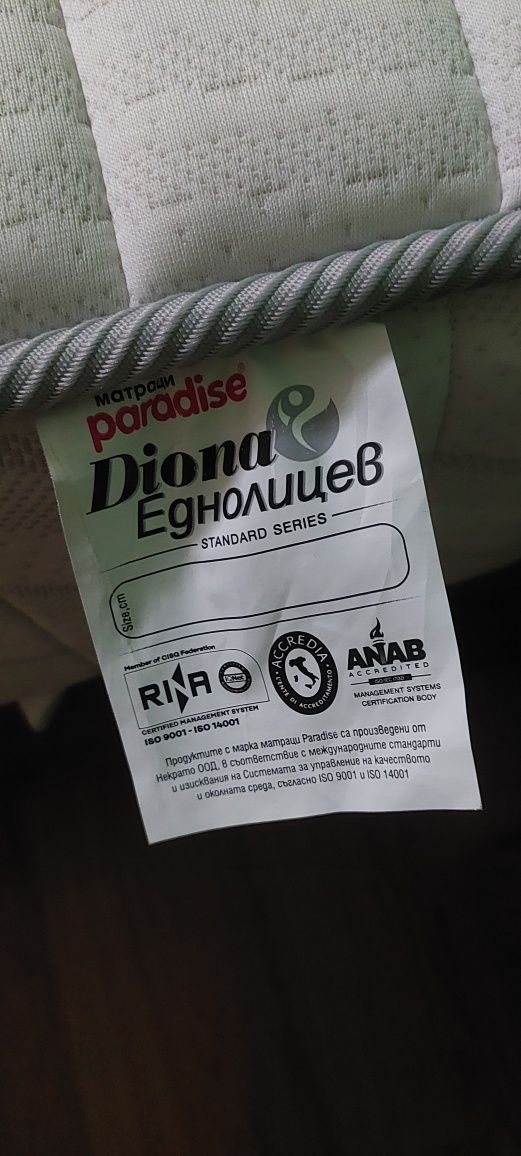 матраци
paradise®
Diona
Еднолицев
STANDARD SERIES
Size,cm
Member of CISQ Federation
RINA
CERTIFIED MANAGEMENT SYSTEM
ISO 9001 - ISO 14001
ACCREDIA
ENTE DI ACCREDITAMENTO
ANAB
ACCREDITED
MANAGEMENT SYSTEMS
CERTIFICATION BODY
Продуктите с марка матраци Paradise са произведени от
Некрато ООД, в съответствие с международните стандарти
и изисквания на Системата за управление на качеството
и околната среда, съгласно ISO 9001 и ISO 14001